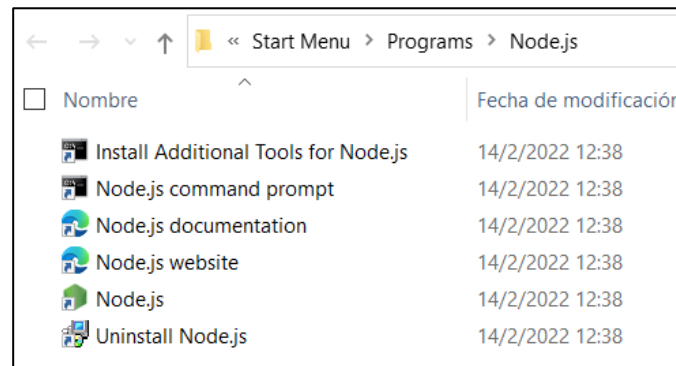 « Start Menu > Programs > Node.js
Nombre Fecha de modificación
Install Additional Tools for Node.js 14/2/2022 12:38
Node.js command prompt 14/2/2022 12:38
Node.js documentation 14/2/2022 12:38
Node.js website 14/2/2022 12:38
Node.js 14/2/2022 12:38
Uninstall Node.js 14/2/2022 12:38